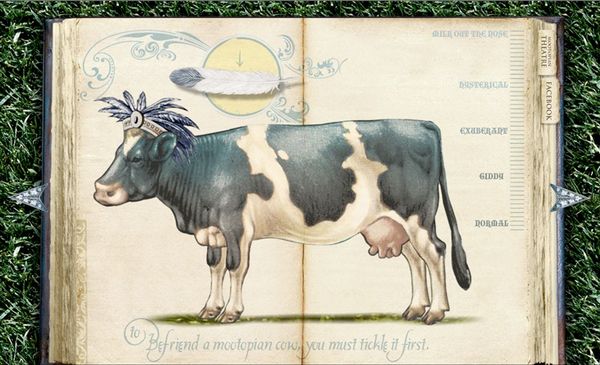 MILK OUT THE NOSE
HYSTERICAL
EXUBERANT
GIDDY
NORMAL
MOOTOPIAN
THEATRE
FACEBOOK
to Befriend a mootopian cow, you must tickle it first.